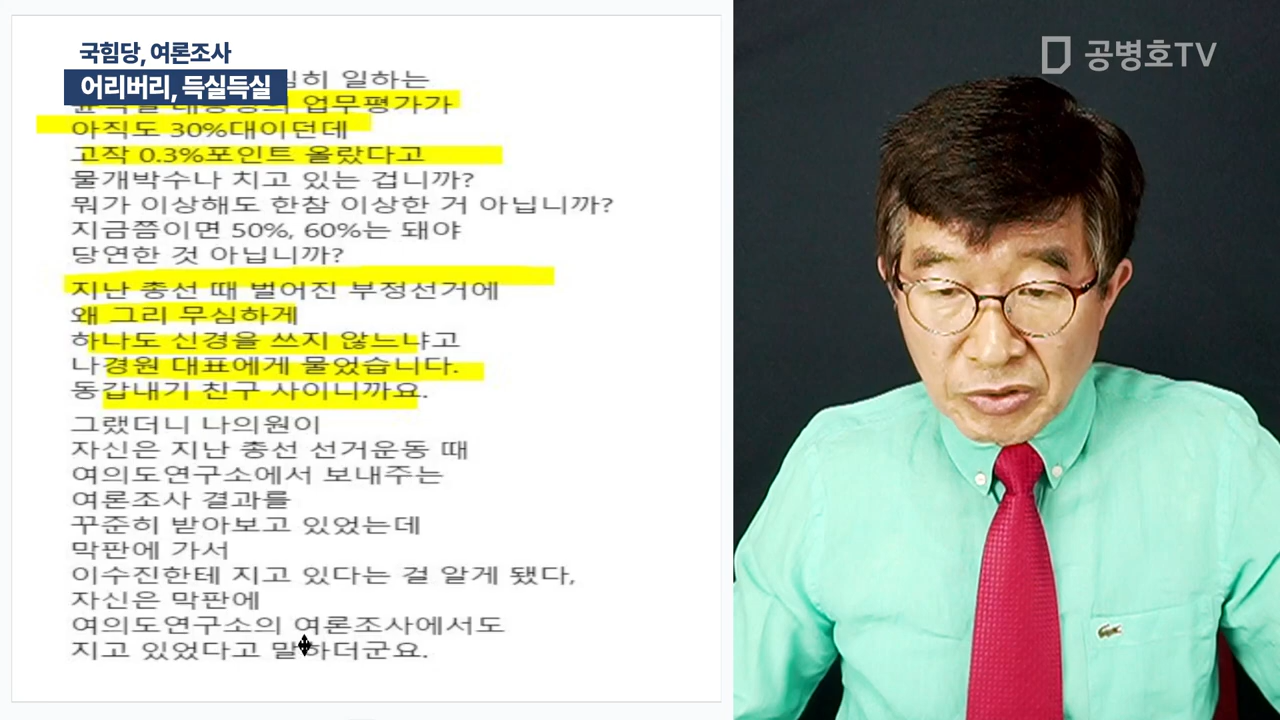 국힘당, 여론조사
어리버리, 득실득실
공병호TV
심히 일하는
업무평가가
아직도 30%대이던데
고작 0.3%포인트 올랐다고
물개박수나 치고 있는 겁니까?
뭐가 이상해도 한참 이상한 거 아닙니까?
지금쯤이면 50%, 60%는 돼야
당연한 것 아닙니까?
지난 총선 때 벌어진 부정선거에
왜 그리 무심하게
하나도 신경을 쓰지 않느냐고
나경원 대표에게 물었습니다.
동갑내기 친구 사이니까요.
그랬더니 나의원이
자신은 지난 총선 선거운동 때
여의도연구소에서 보내주는
여론조사 결과를
꾸준히 받아보고 있었는데
막판에 가서
이수진한테 지고 있다는 걸 알게 됐다,
자신은 막판에
여의도연구소의 여론조사에서도
지고 있었다고 말하더군요.